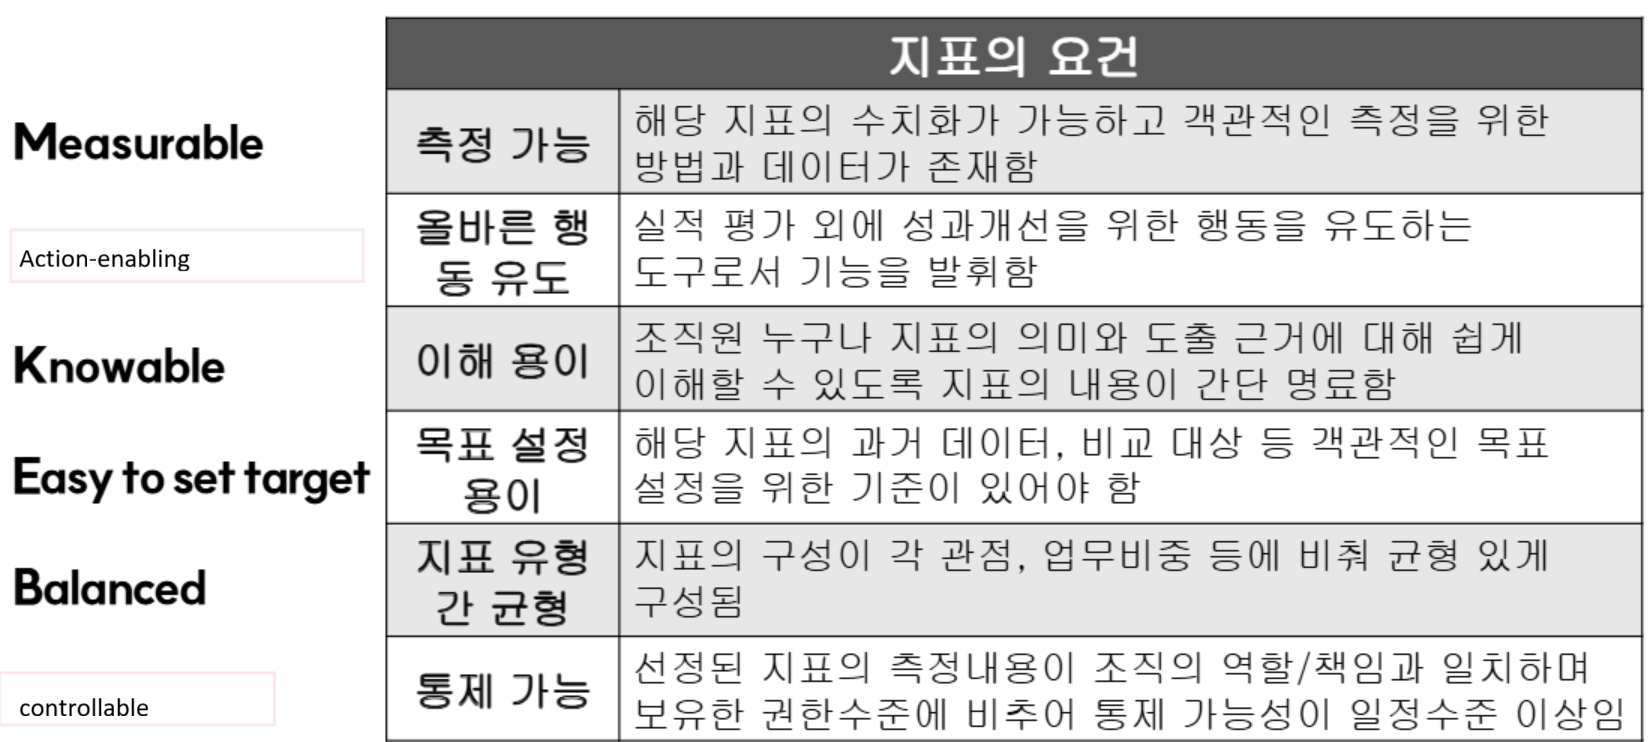 지표의 요건
Measurable
측정 가능
해당 지표의 수치화가 가능하고 객관적인 측정을 위한
방법과 데이터가 존재함
Action-enabling
올바른 행
동 유도
실적 평가 외에 성과개선을 위한 행동을 유도하는
도구로서 기능을 발휘함
Knowable
이해 용이
조직원 누구나 지표의 의미와 도출 근거에 대해 쉽게
이해할 수 있도록 지표의 내용이 간단 명료함
Easy to set target
목표 설정
용이
해당 지표의 과거 데이터, 비교 대상 등 객관적인 목표
설정을 위한 기준이 있어야 함
Balanced
지표 유형
간 균형
지표의 구성이 각 관점, 업무비중 등에 비춰 균형 있게
구성됨
controllable
통제 가능
선정된 지표의 측정내용이 조직의 역할/책임과 일치하며
보유한 권한수준에 비추어 통제 가능성이 일정수준 이상임